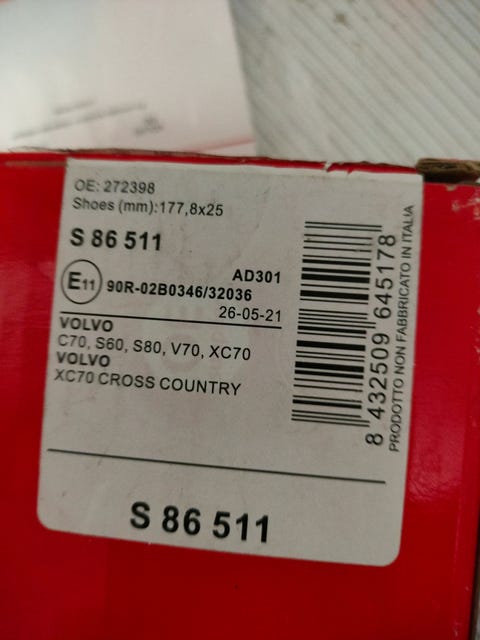 OE: 272398
Shoes (mm):177,8x25
S 86 511
AD301
E11 90R-02B0346/32036
26-05-21
VOLVO
C70, S60, S80, V70, XC70
VOLVO
XC70 CROSS COUNTRY
S 86 511
8 432509 645178
PRODOTTO NON FABBRICATO IN ITALIA